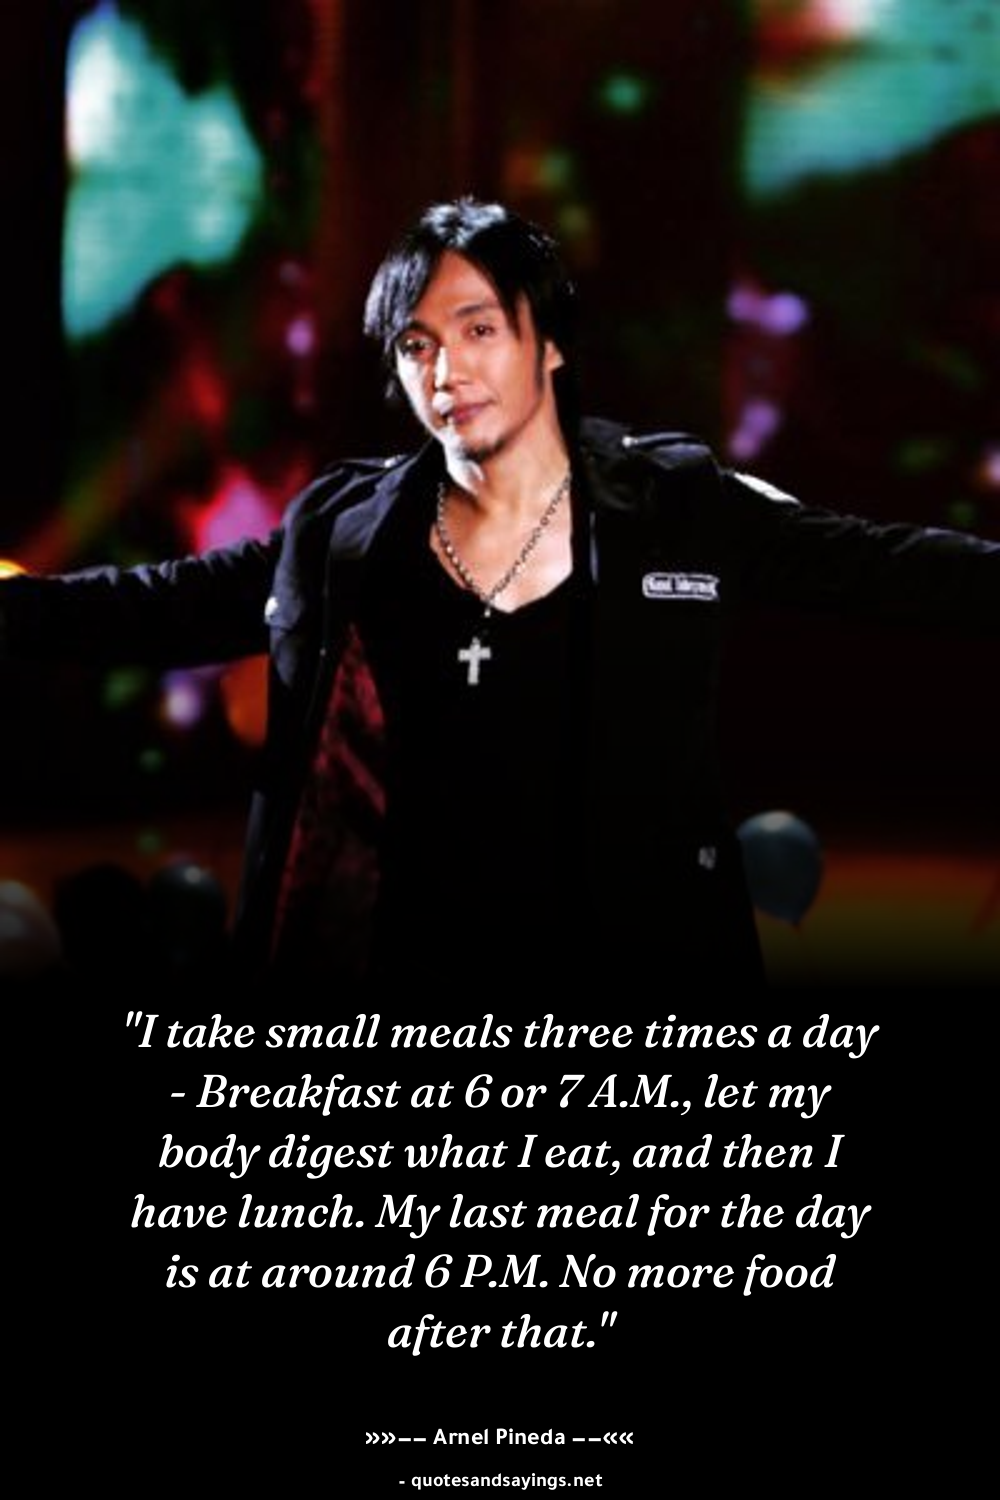 "I take small meals three times a day
- Breakfast at 6 or 7 A.M., let my
body digest what I eat, and then I
have lunch. My last meal for the day
is at around 6 P.M. No more food
after that."
»»−− Arnel Pineda −−««
- quotesandsayings.net